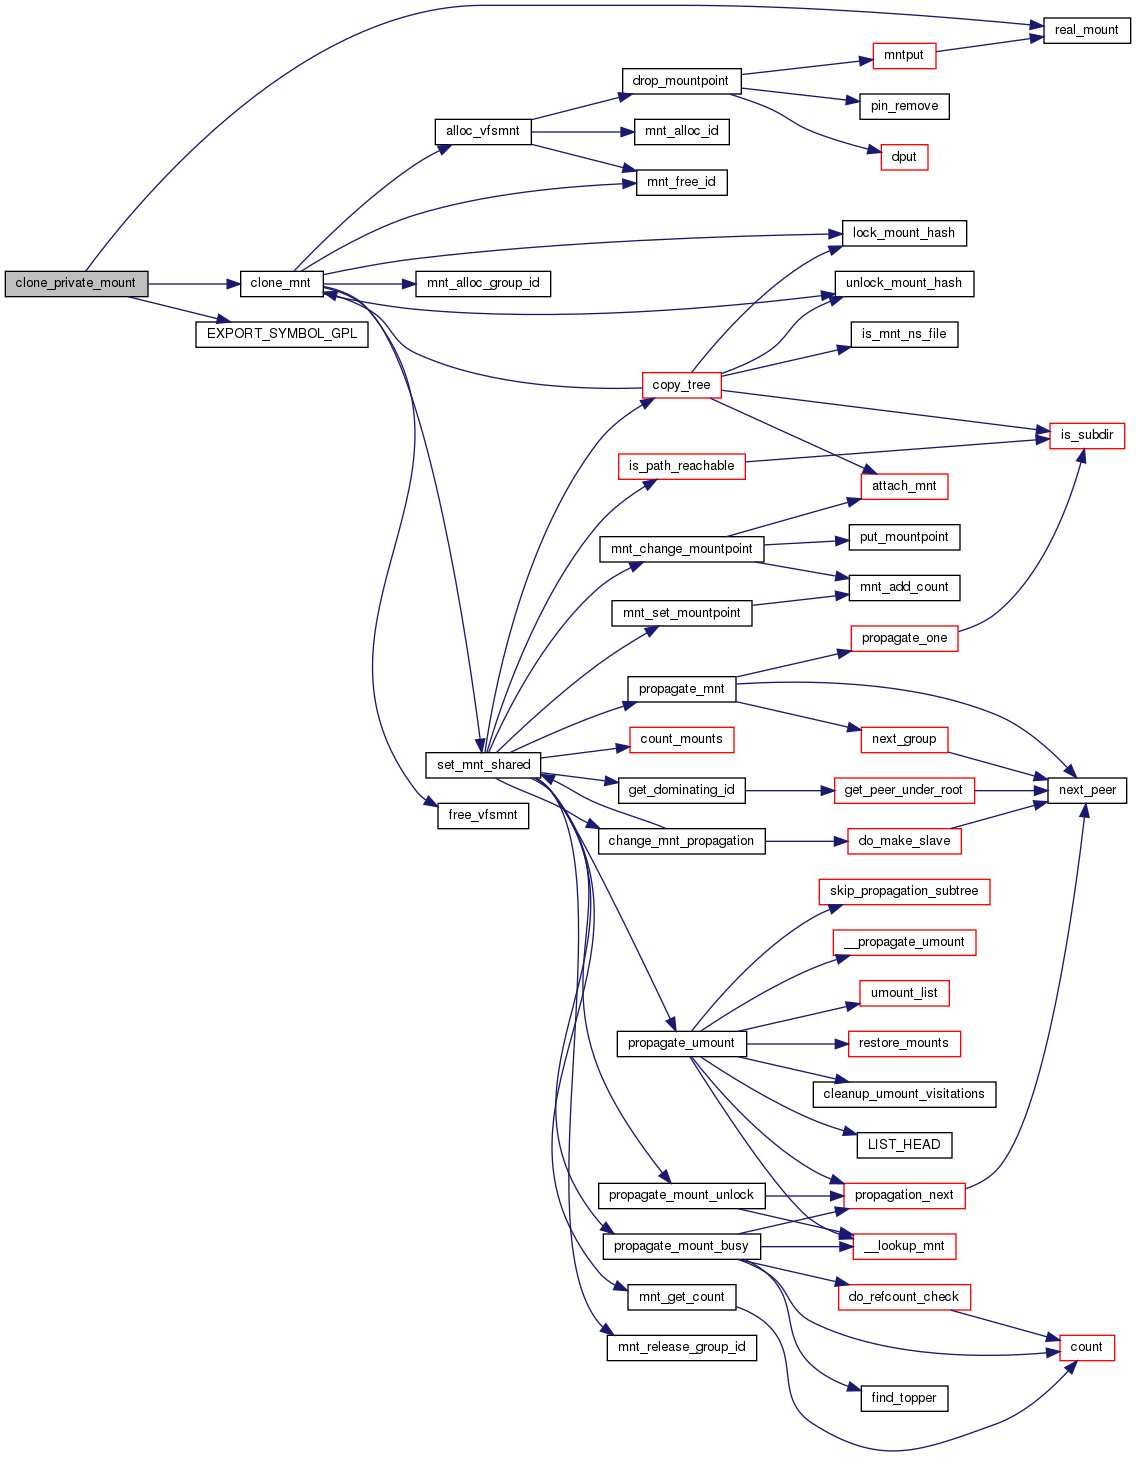 real_mount
mntput
drop_mountpoint
pin_remove
alloc_vfsmnt
mnt_alloc_id
dput
mnt_free_id
lock_mount_hash
clone_private_mount
clone_mnt
mnt_alloc_group_id
unlock_mount_hash
EXPORT_SYMBOL_GPL
is_mnt_ns_file
copy_tree
is_subdir
is_path_reachable
attach_mnt
put_mountpoint
mnt_change_mountpoint
mnt_add_count
mnt_set_mountpoint
propagate_one
propagate_mnt
count_mounts
next_group
set_mnt_shared
get_dominating_id
get_peer_under_root
next_peer
free_vfsmnt
change_mnt_propagation
do_make_slave
skip_propagation_subtree
__propagate_umount
umount_list
propagate_umount
restore_mounts
cleanup_umount_visitations
LIST_HEAD
propagate_mount_unlock
propagation_next
propagate_mount_busy
__lookup_mnt
mnt_get_count
do_refcount_check
mnt_release_group_id
count
find_topper